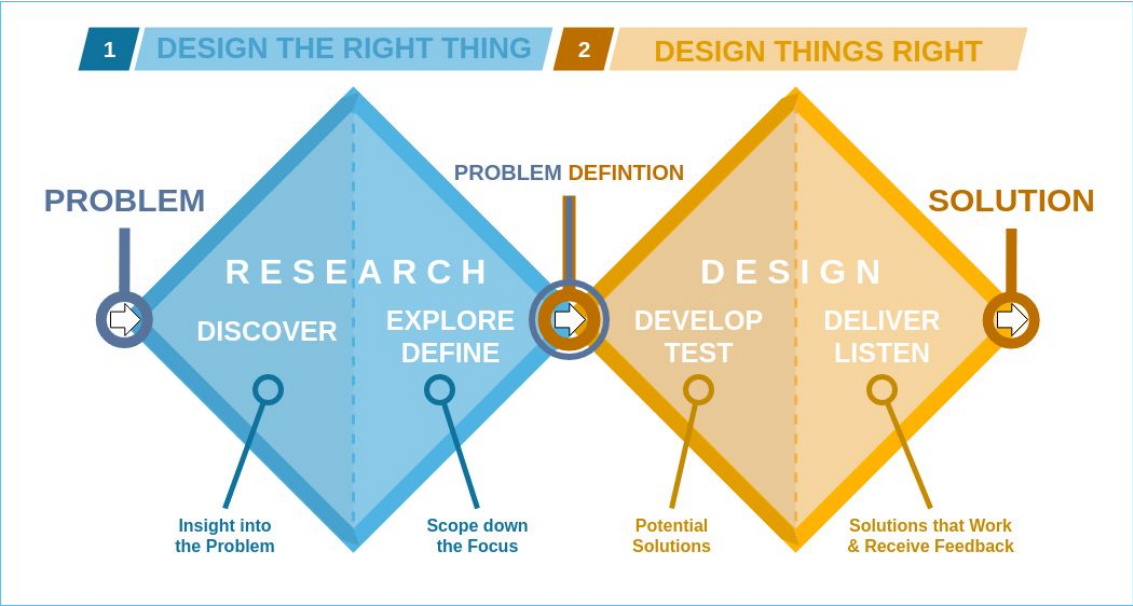 1 DESIGN THE RIGHT THING 2 DESIGN THINGS RIGHT
PROBLEM DEFINTION
PROBLEM
SOLUTION
RESEARCH
DESIGN
DISCOVER
EXPLORE
DEFINE
DEVELOP
TEST
DELIVER
LISTEN
Insight into
the Problem
Scope down
the Focus
Potential
Solutions
Solutions that Work
& Receive Feedback